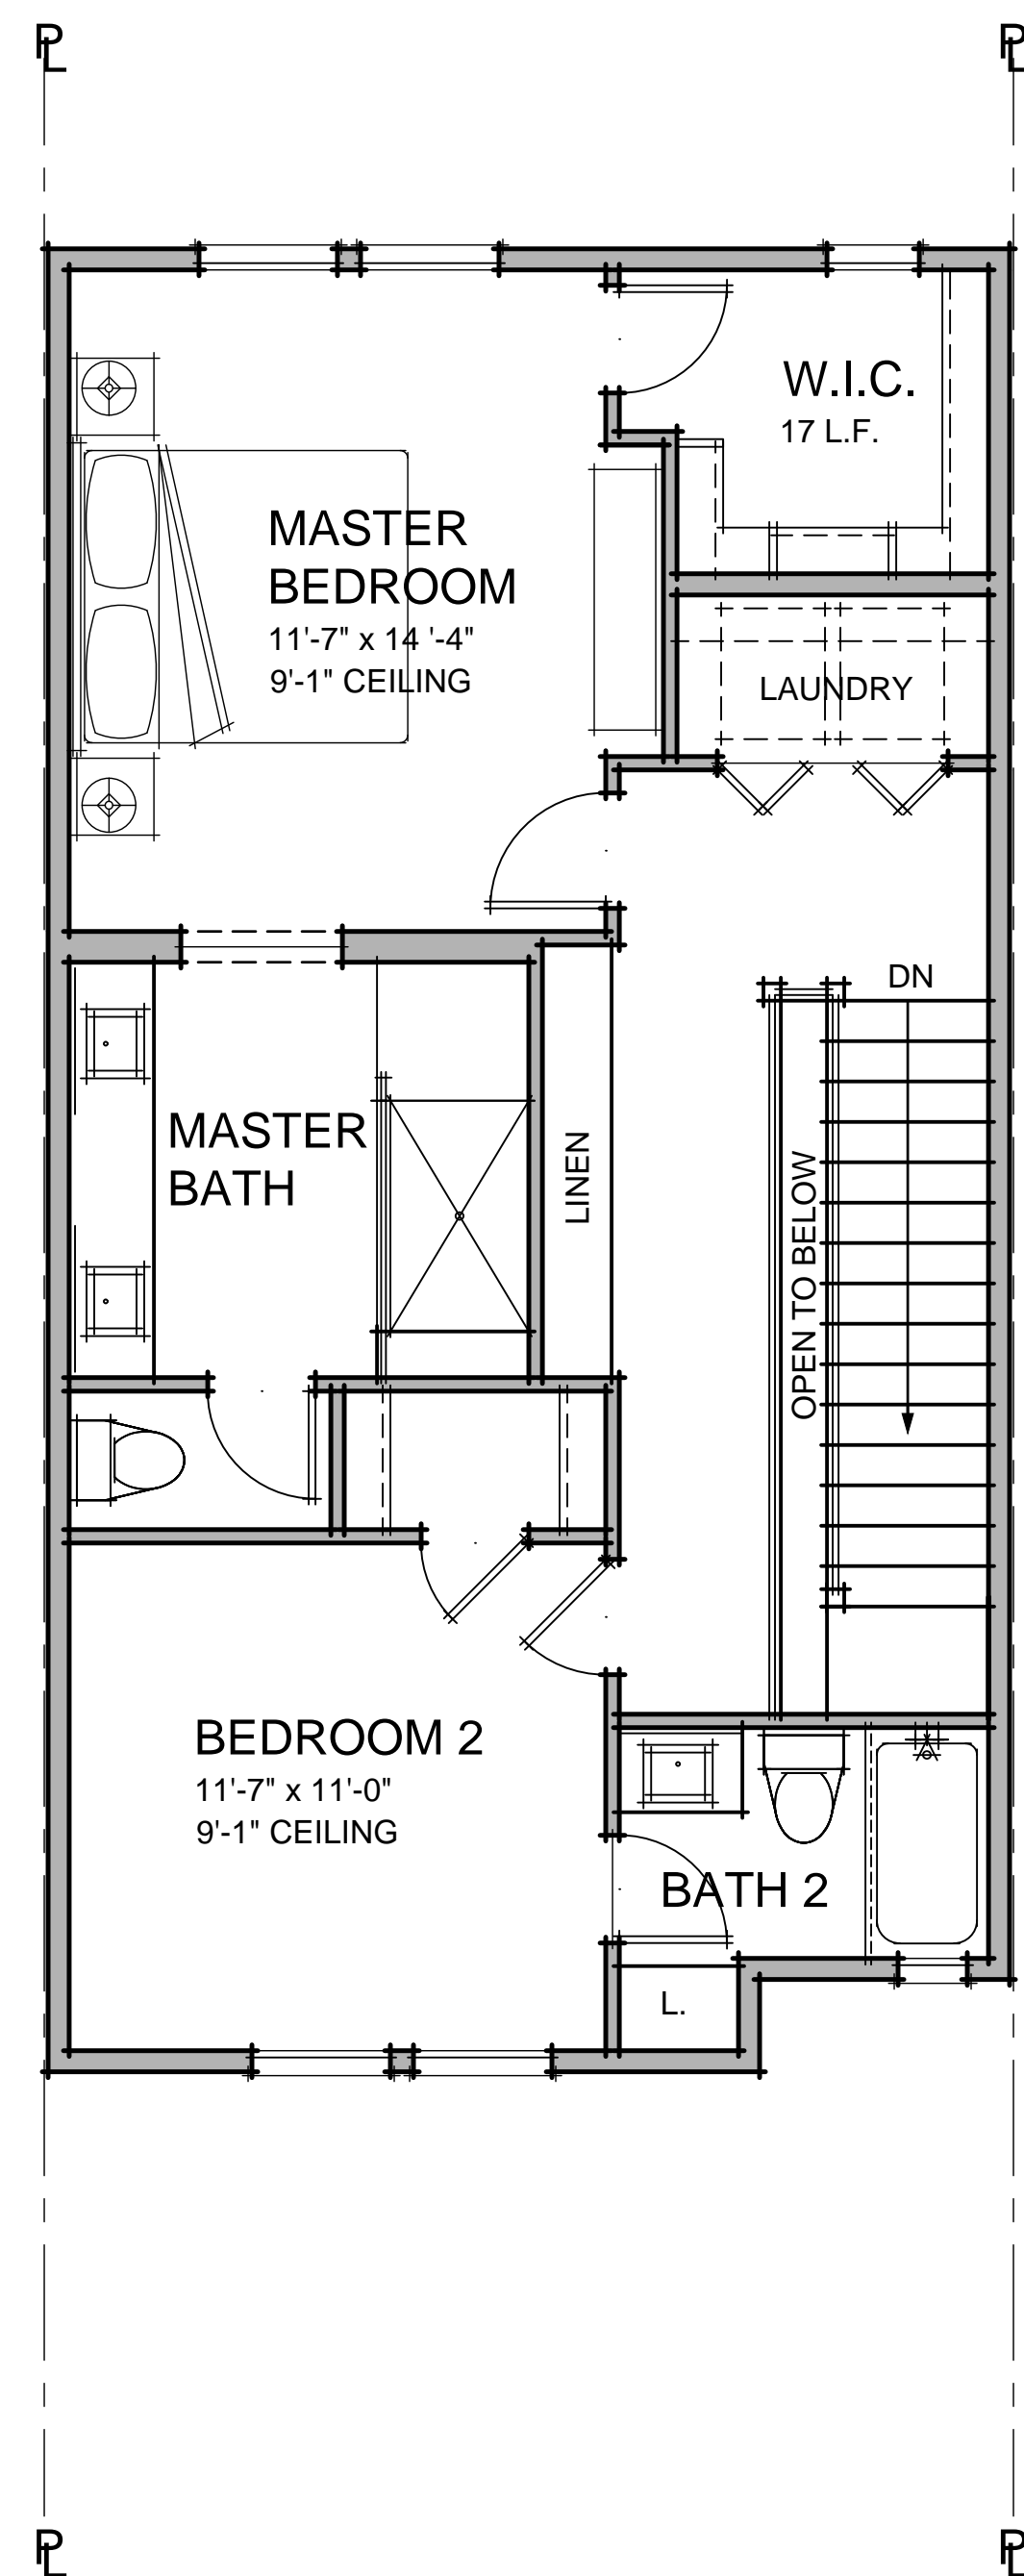 PL PL
W.I.C.
17 L.F.
MASTER
BEDROOM
11'-7" x 14 '-4"
9'-1" CEILING
LAUNDRY
DN
MASTER
BATH
LINEN
OPEN TO BELOW
BEDROOM 2
11'-7" x 11'-0"
9'-1" CEILING
BATH 2
L.
PL PL